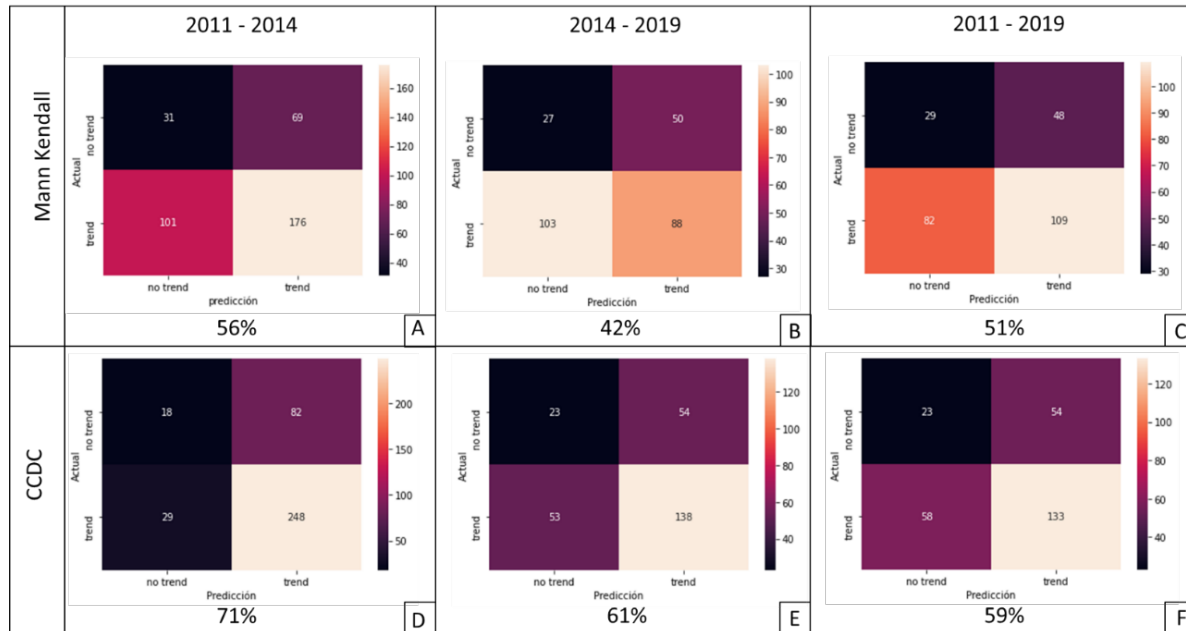 2011 - 2014
2014 - 2019
2011 - 2019
Mann Kendall
Actual
no trend
trend
31
69
101
176
no trend
trend
predicción
160
140
120
100
80
60
40
56%
A
Actual
no trend
trend
27
50
103
88
no trend
trend
Predicción
100
90
80
70
60
50
40
30
42%
B
Actual
no trend
trend
29
48
82
109
no trend
trend
Predicción
100
90
80
70
60
50
40
30
51%
C
CCDC
Actual
no trend
trend
18
82
29
248
no trend
trend
Predicción
200
150
100
50
71%
D
Actual
no trend
trend
23
54
53
138
no trend
trend
Predicción
120
100
80
60
40
61%
E
Actual
no trend
trend
23
54
58
133
no trend
trend
Predicción
120
100
80
60
40
59%
F